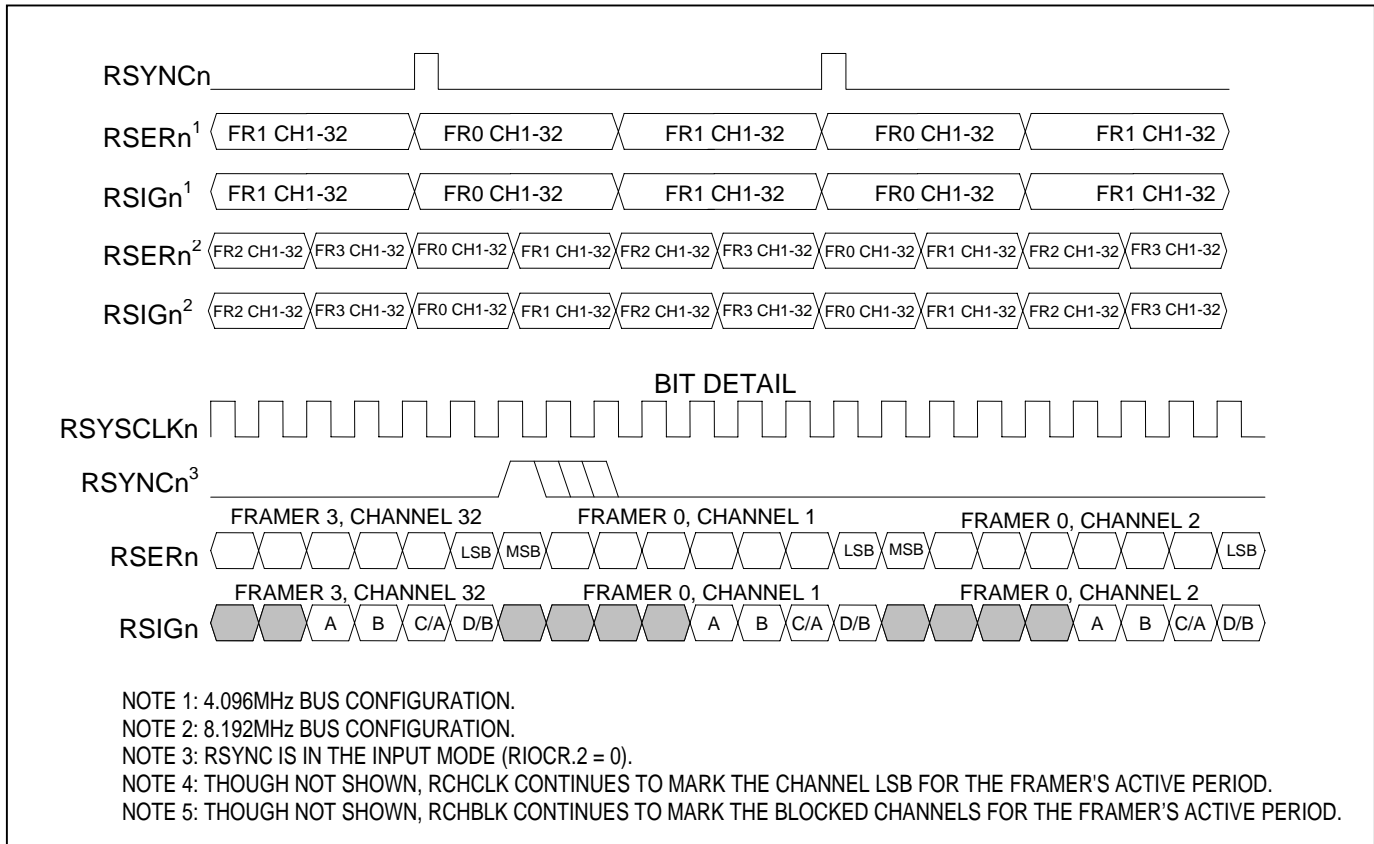 RSYNCn
RSERn1 FR1 CH1-32 FR0 CH1-32 FR1 CH1-32 FR0 CH1-32 FR1 CH1-32
RSIGn1 FR1 CH1-32 FR0 CH1-32 FR1 CH1-32 FR0 CH1-32 FR1 CH1-32
RSERn2 FR2 CH1-32 FR3 CH1-32 FR0 CH1-32 FR1 CH1-32 FR2 CH1-32 FR3 CH1-32 FR0 CH1-32 FR1 CH1-32 FR2 CH1-32 FR3 CH1-32
RSIGn2 FR2 CH1-32 FR3 CH1-32 FR0 CH1-32 FR1 CH1-32 FR2 CH1-32 FR3 CH1-32 FR0 CH1-32 FR1 CH1-32 FR2 CH1-32 FR3 CH1-32
BIT DETAIL
RSYSCLKn
RSYNCn3
FRAMER 3, CHANNEL 32 FRAMER 0, CHANNEL 1 FRAMER 0, CHANNEL 2
RSERn LSB MSB LSB MSB LSB
FRAMER 3, CHANNEL 32 FRAMER 0, CHANNEL 1 FRAMER 0, CHANNEL 2
RSIGn A B C/A D/B A B C/A D/B A B C/A D/B
NOTE 1: 4.096MHz BUS CONFIGURATION.
NOTE 2: 8.192MHz BUS CONFIGURATION.
NOTE 3: RSYNC IS IN THE INPUT MODE (RIOCR.2 = 0).
NOTE 4: THOUGH NOT SHOWN, RCHCLK CONTINUES TO MARK THE CHANNEL LSB FOR THE FRAMER'S ACTIVE PERIOD.
NOTE 5: THOUGH NOT SHOWN, RCHBLK CONTINUES TO MARK THE BLOCKED CHANNELS FOR THE FRAMER’S ACTIVE PERIOD.